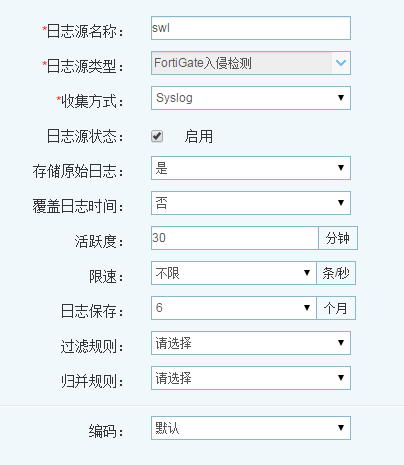 *日志源名称： swl
*日志源类型： FortiGate入侵检测
*收集方式： Syslog
日志源状态： 启用
存储原始日志： 是
覆盖日志时间： 否
活跃度： 30 分钟
限速： 不限 条/秒
日志保存： 6 个月
过滤规则： 请选择
归并规则： 请选择
编码： 默认